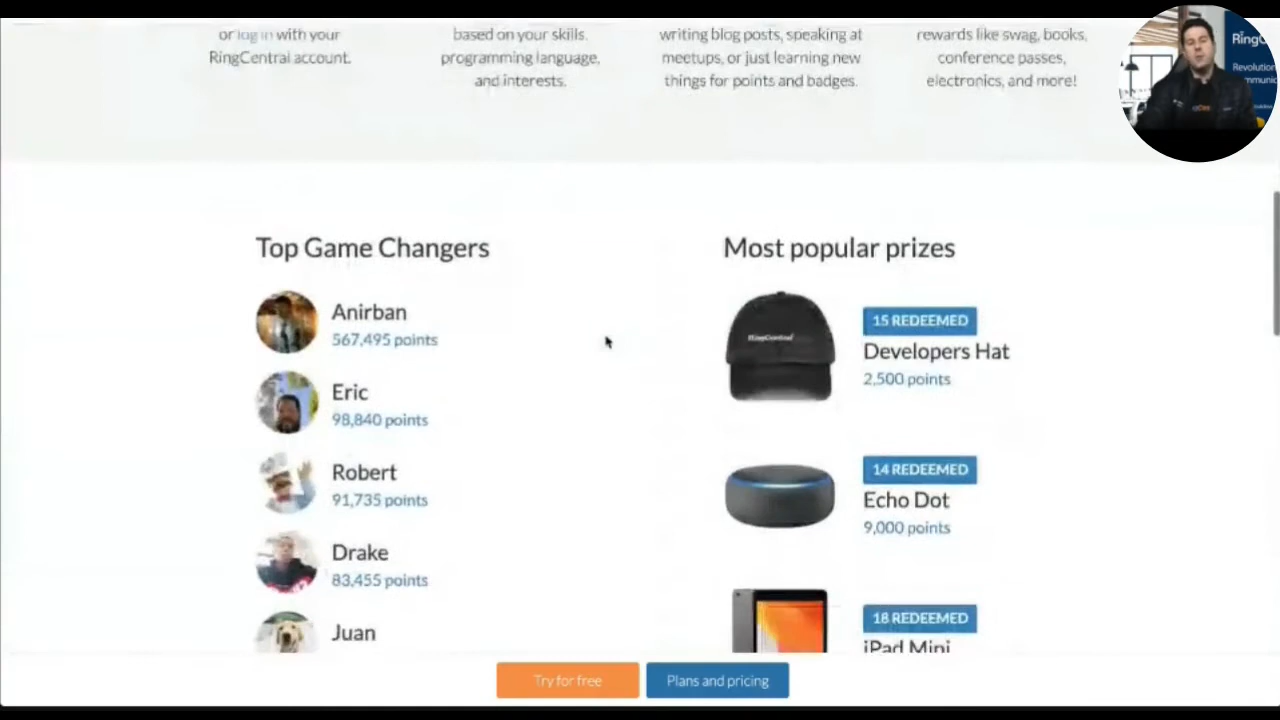 or log in with your
RingCentral account.
based on your skills,
programming language,
and interests.
writing blog posts, speaking at
meetups, or just learning new
things for points and badges.
rewards like swag, books,
conference passes,
electronics, and more!
RingC
Revolution
mmunic
Top Game Changers
Anirban
567,495 points
Eric
98,840 points
Robert
91,735 points
Drake
83,455 points
Juan
Most popular prizes
RingCentral
15 REDEEMED
Developers Hat
2,500 points
14 REDEEMED
Echo Dot
9,000 points
18 REDEEMED
iPad Mini
Try for free
Plans and pricing